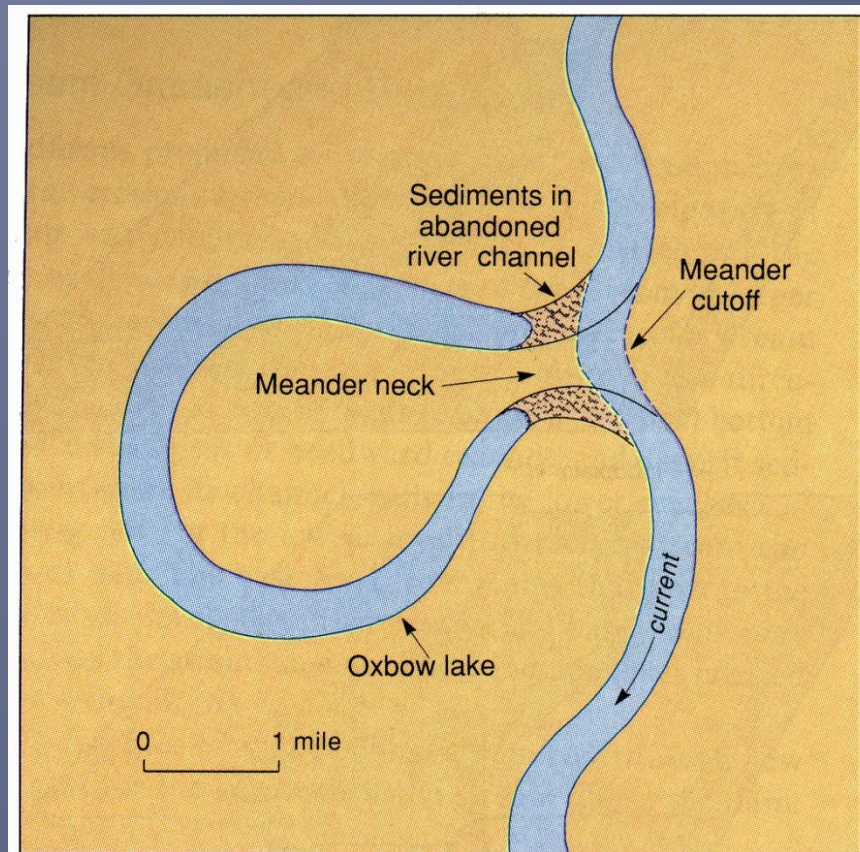 Sediments in
abandoned
river channel
Meander
cutoff
Meander neck
current
Oxbow lake
0 1 mile